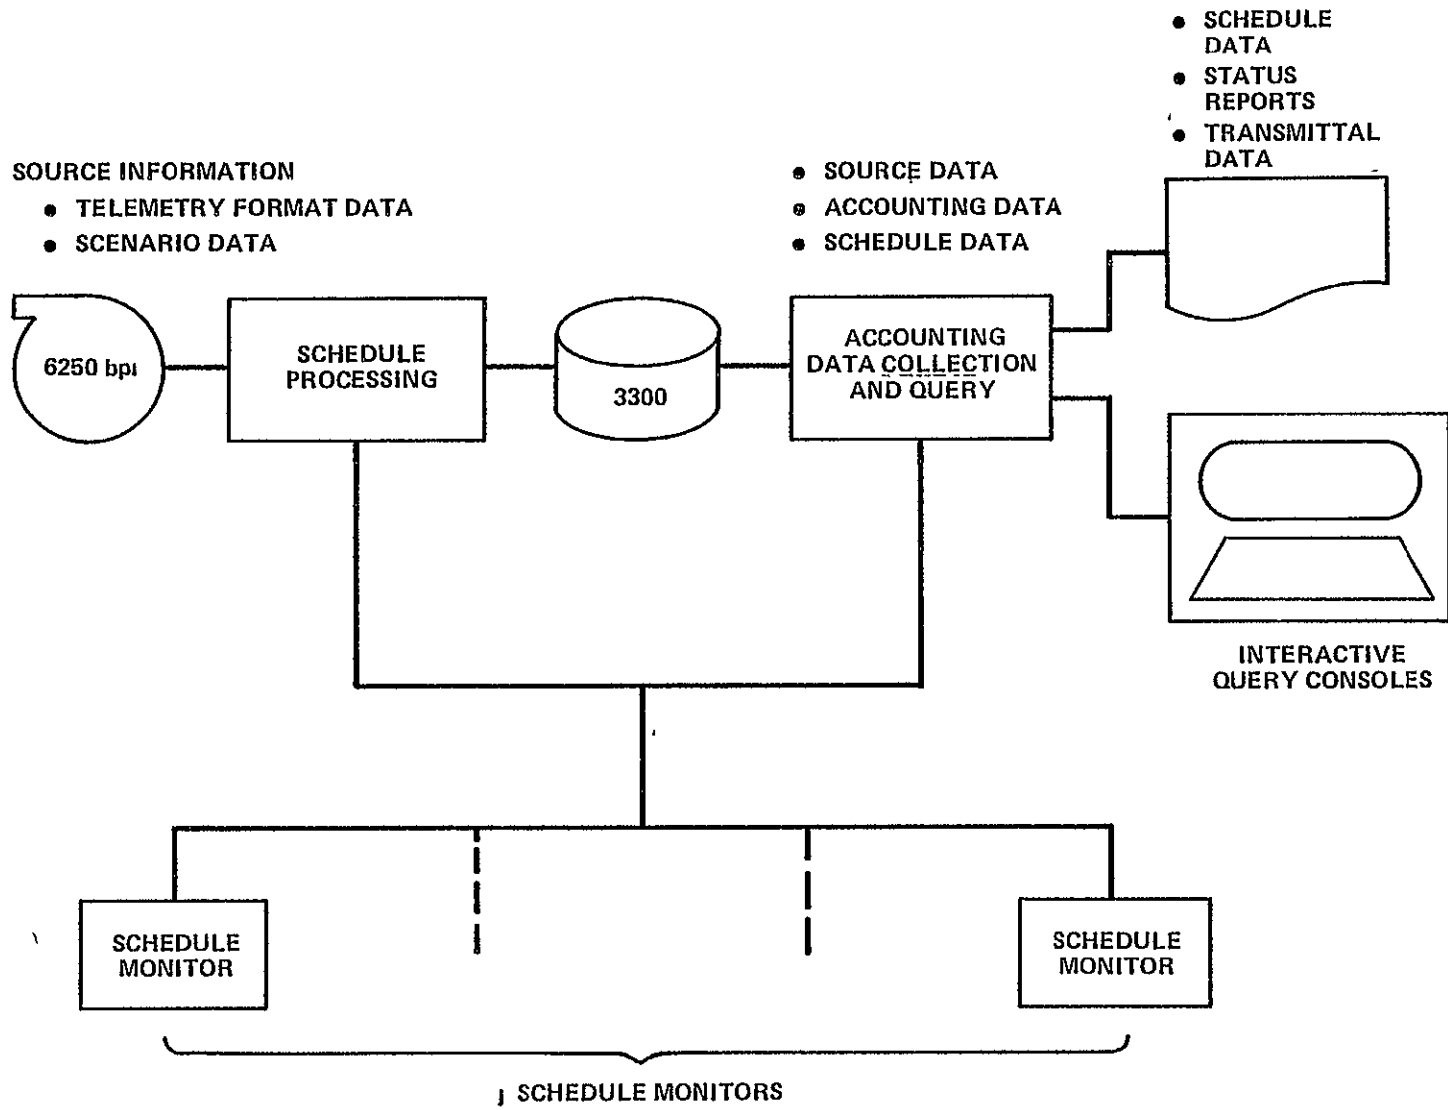 ● SCHEDULE
DATA
● STATUS
REPORTS
● TRANSMITTAL
DATA
SOURCE INFORMATION
● TELEMETRY FORMAT DATA
● SCENARIO DATA
● SOURCE DATA
● ACCOUNTING DATA
● SCHEDULE DATA
6250 bpi
SCHEDULE
PROCESSING
3300
ACCOUNTING
DATA COLLECTION
AND QUERY
INTERACTIVE
QUERY CONSOLES
SCHEDULE
MONITOR
SCHEDULE
MONITOR
j SCHEDULE MONITORS